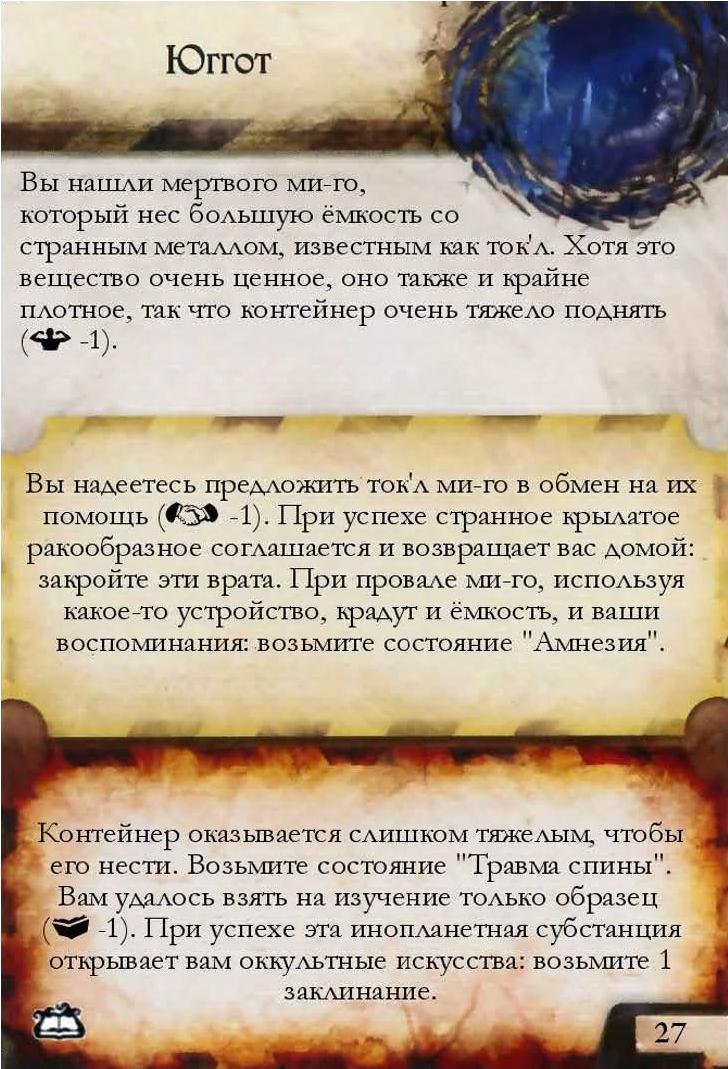 Юггот
Вы нашли мертвого ми-го,
который нес большую ёмкость со
странным металлом, известным как ток'л. Хотя это
вещество очень ценное, оно также и крайне
плотное, так что контейнер очень тяжело поднять
( -1).
Вы надеетесь предложить ток'л ми-го в обмен на их
помощь ( -1). При успехе странное крылатое
ракообразное соглашается и возвращает вас домой:
закройте эти врата. При провале ми-го, используя
какое-то устройство, крадут и ёмкость, и ваши
воспоминания: возьмите состояние "Амнезия".
Контейнер оказывается слишком тяжелым, чтобы
его нести. Возьмите состояние "Травма спины".
Вам удалось взять на изучение только образец
( -1). При успехе эта инопланетная субстанция
открывает вам оккультные искусства: возьмите 1
заклинание.
27